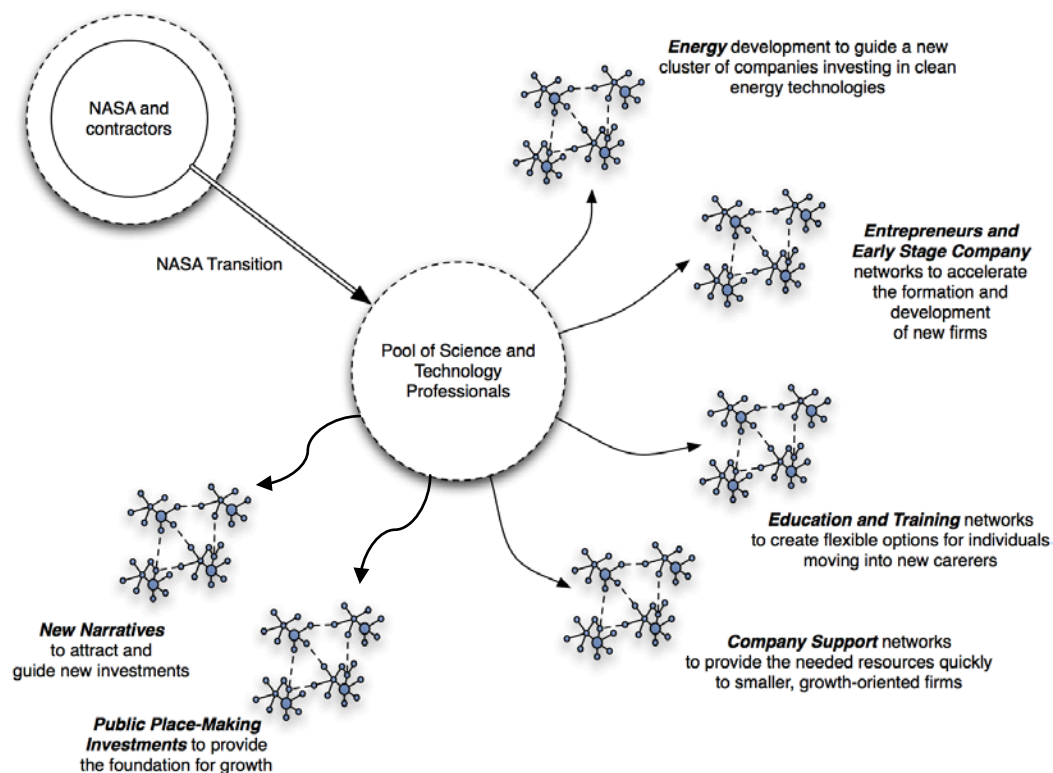 NASA and
contractors
NASA Transition
Pool of Science and
Technology
Professionals
Energy development to guide a new
cluster of companies investing in clean
energy technologies
Entrepreneurs and
Early Stage Company
networks to accelerate
the formation and
development
of new firms
Education and Training networks
to create flexible options for individuals
moving into new carerers
Company Support networks
to provide the needed resources quickly
to smaller, growth-oriented firms
New Narratives
to attract and
guide new investments
Public Place-Making
Investments to provide
the foundation for growth